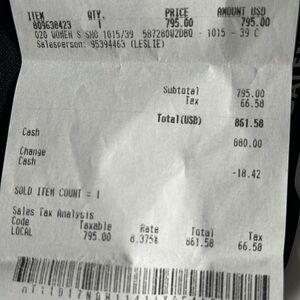 ITEM QTY. PRICE AMOUNT USD
809638423 1 795.00 795.00
020 WOMEN S SHO 1015/39 587280W2DBQ - 1015 - 39 C
Salesperson: 95394463 (LESLIE)
Subtotal 795.00
Tax 66.58
Total(USD) 861.58
Cash 880.00
Change
Cash -18.42
SOLD ITEM COUNT = 1
Sales Tax Analysis
Code Taxable Rate Total Tax
LOCAL 795.00 8.375% 861.58 66.58